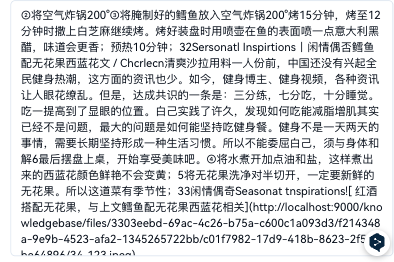 ②将空气炸锅200°③将腌制好的鳕鱼放入空气炸锅200°烤15分钟，烤至12
分钟时撒上白芝麻继续烤。烤好装盘时用喷壶在鱼的表面喷一点意大利黑
醋，味道会更香；预热10分钟；32Sersonatl Inspirtions｜闲情偶否鳕鱼
配无花果西蓝花文 / Chcrlecn清爽沙拉用料一人份前，中国还没有兴起全
民健身热潮，这方面的资讯也少。如今，健身博主、健身视频，各种资讯
让人眼花缭乱。但是，达成共识的一条是：三分练，七分吃，十分睡觉。
吃一提高到了显眼的位置。白己实践了许久，发现如何吃能减脂增肌其实
已经不是问题，最大的问题是如何能坚持吃健身餐。健身不是一天两天的
事情，需要长期坚持形成一种生活习惯。所以不能委屈自己，须与身体和
解6最后摆盘上桌，开始享受美味吧。④将水煮开加点油和盐，这样煮出
来的西蓝花颜色鲜艳不会变黄；5将无花果洗净对半切开，一定要新鲜的
无花果。所以这道菜有季节性；33闲情偶奇Seasonat tnspirations![ 红酒
搭配无花果，与上文鳕鱼配无花果西蓝花相关](http://localhost:9000/kno
wledgebase/files/3303eebd-69ac-4c26-b75a-c600c1a093d3/f214348
a-9e9b-4523-afa2-1345265722bb/c01f7982-17d9-418b-8623-2f5